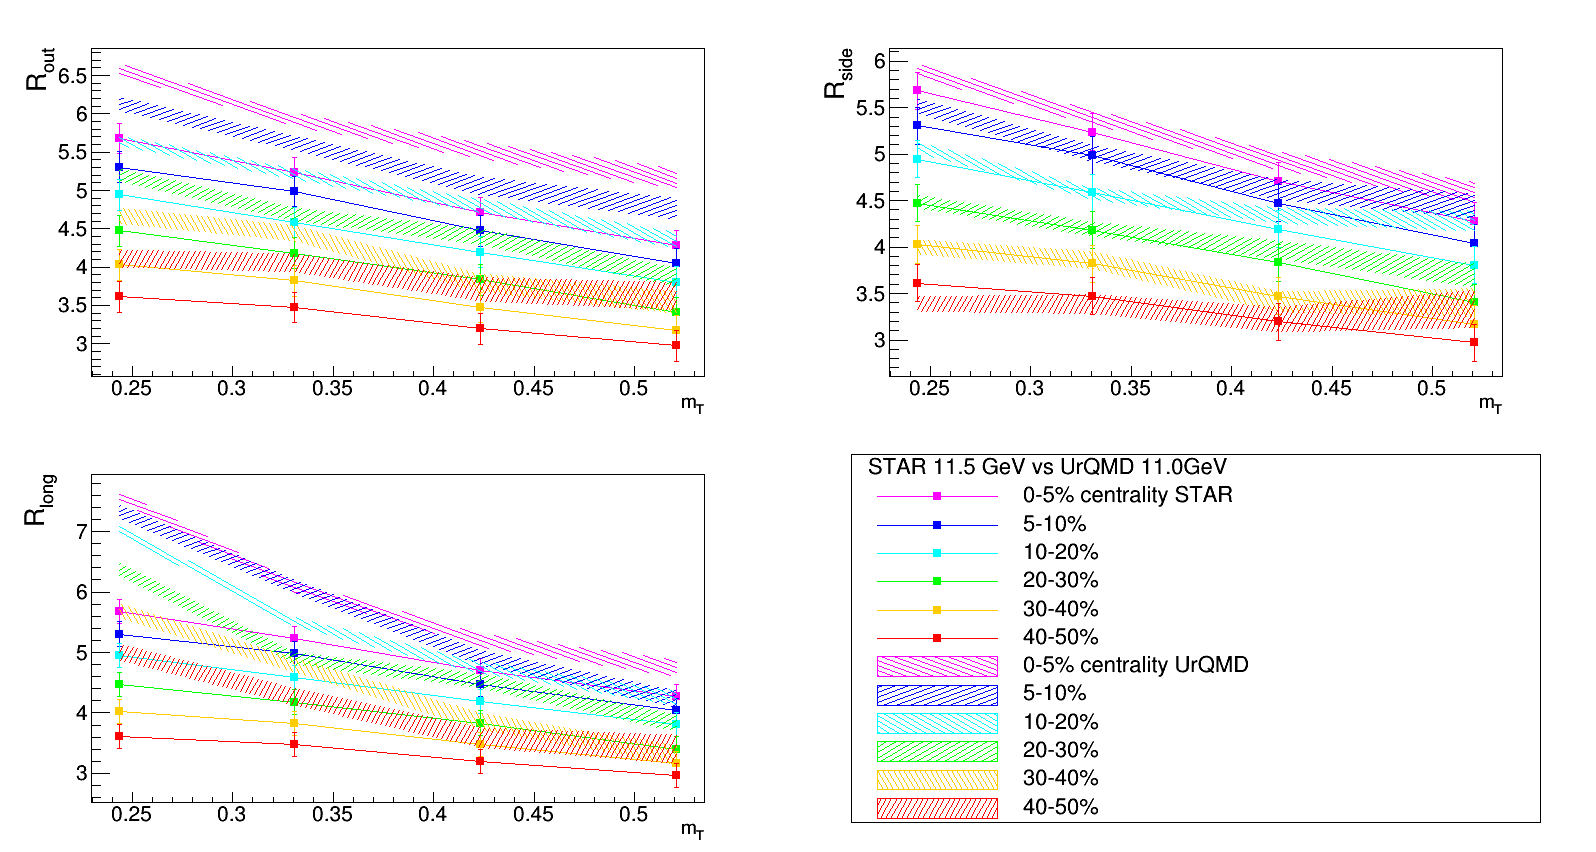 R_out
6.5
6
5.5
5
4.5
4
3.5
3
0.25 0.3 0.35 0.4 0.45 0.5
m_T
R_side
6
5.5
5
4.5
4
3.5
3
0.25 0.3 0.35 0.4 0.45 0.5
m_T
R_long
7
6
5
4
3
0.25 0.3 0.35 0.4 0.45 0.5
m_T
STAR 11.5 GeV vs UrQMD 11.0GeV
0-5% centrality STAR
5-10%
10-20%
20-30%
30-40%
40-50%
0-5% centrality UrQMD
5-10%
10-20%
20-30%
30-40%
40-50%